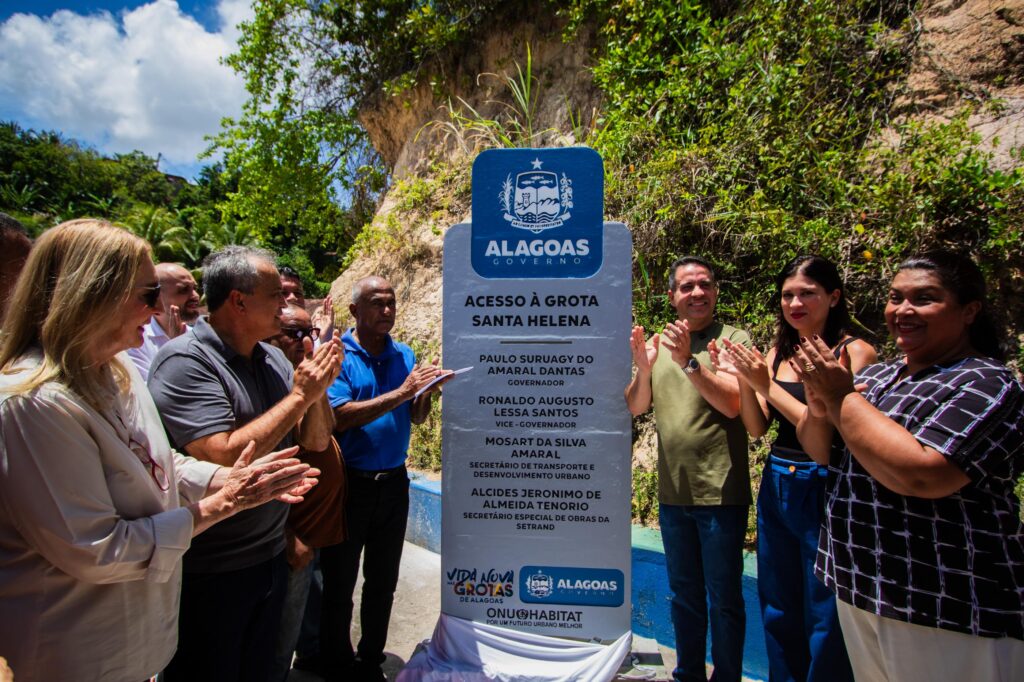 ALAGOAS
GOVERNO
ACESSO À GROTA
SANTA HELENA
PAULO SURUAGY DO
AMARAL DANTAS
GOVERNADOR
RONALDO AUGUSTO
LESSA SANTOS
VICE - GOVERNADOR
MOSART DA SILVA
AMARAL
SECRETÁRIO DE TRANSPORTE E
DESENVOLVIMENTO URBANO
ALCIDES JERONIMO DE
ALMEIDA TENORIO
SECRETÁRIO ESPECIAL DE OBRAS DA
SETRAND
VIDA NOVA
NAS GROTAS
DE ALAGOAS
ALAGOAS
GOVERNO
ONU HABITAT
POR UM FUTURO URBANO MELHOR